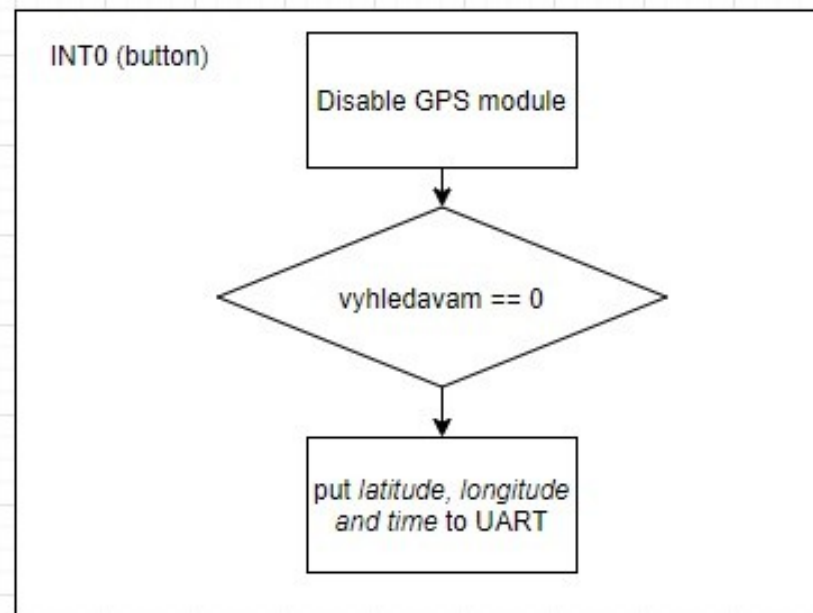 INT0 (button)
Disable GPS module
vyhledavam == 0
put latitude, longitude
and time to UART